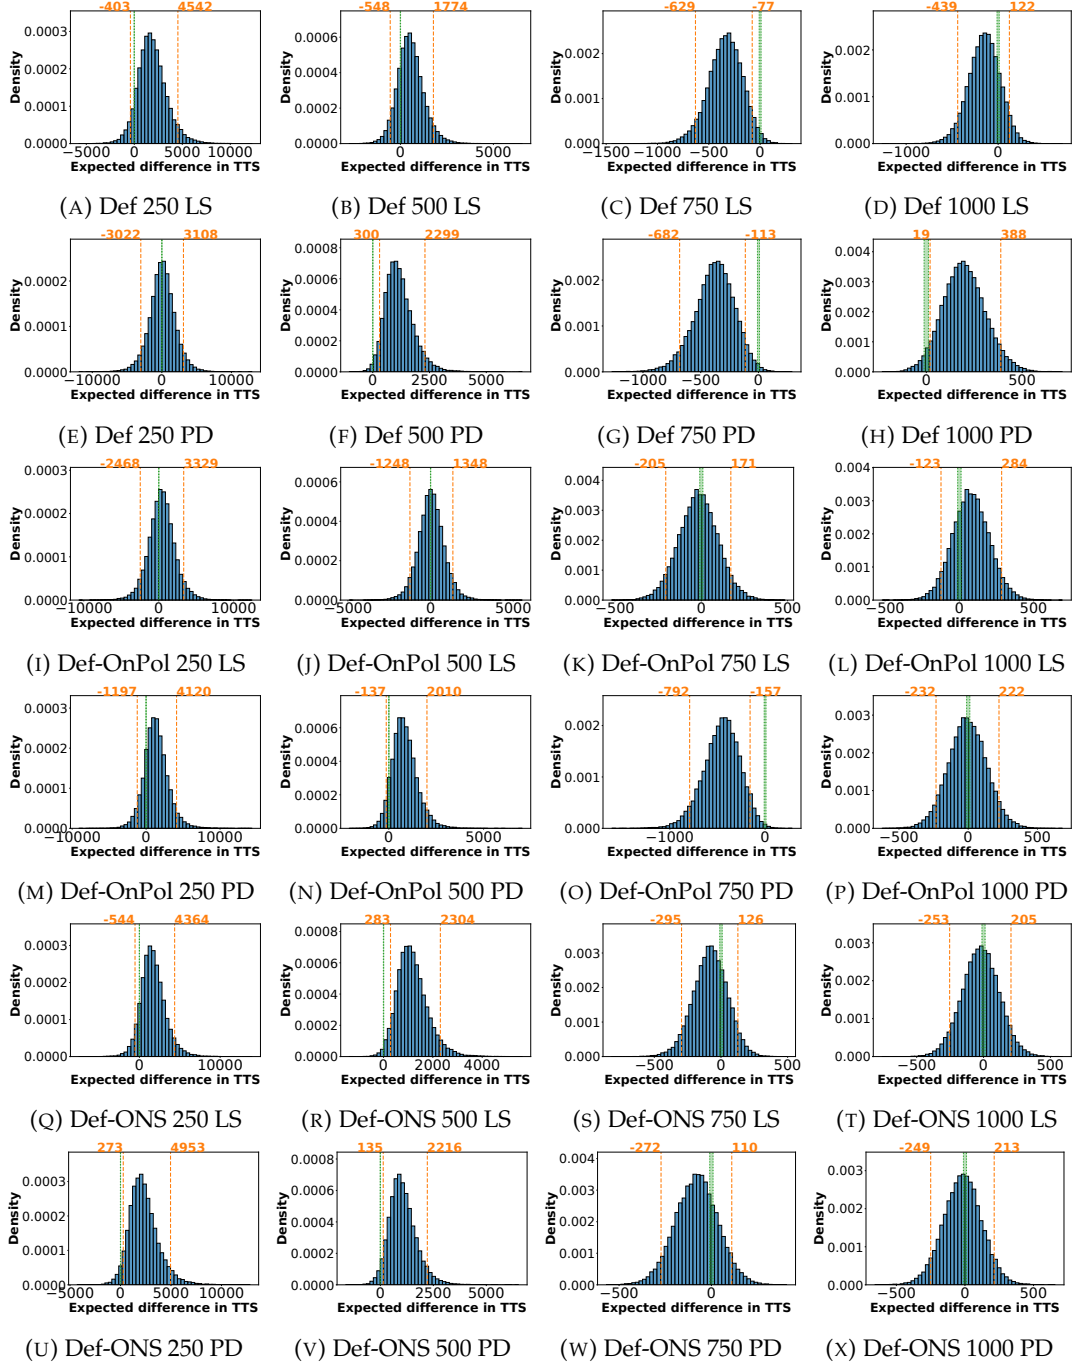 -403 4542 -548 1774 -629 -77 -439 122
Density 0.0003 0.0002 0.0001 0.0000
-5000 0 5000 10000
Expected difference in TTS
Density 0.0006 0.0004 0.0002 0.0000
0 5000
Expected difference in TTS
Density 0.002 0.001 0.000
-1500 -1000 -500 0
Expected difference in TTS
Density 0.002 0.001 0.000
-1000 0
Expected difference in TTS
(A) Def 250 LS (B) Def 500 LS (C) Def 750 LS (D) Def 1000 LS
-3022 3108 300 2299 -682 -113 19 388
Density 0.0002 0.0001 0.0000
-10000 0 10000
Expected difference in TTS
Density 0.0008 0.0006 0.0004 0.0002 0.0000
0 2500 5000
Expected difference in TTS
Density 0.002 0.001 0.000
-1000 -500 0
Expected difference in TTS
Density 0.004 0.003 0.002 0.001 0.000
0 500
Expected difference in TTS
(E) Def 250 PD (F) Def 500 PD (G) Def 750 PD (H) Def 1000 PD
-2468 3329 -1248 1348 -205 171 -123 284
Density 0.0003 0.0002 0.0001 0.0000
-10000 0 10000
Expected difference in TTS
Density 0.0006 0.0004 0.0002 0.0000
-5000 0 5000
Expected difference in TTS
Density 0.004 0.003 0.002 0.001 0.000
-500 0 500
Expected difference in TTS
Density 0.004 0.003 0.002 0.001 0.000
-500 0 500
Expected difference in TTS
(I) Def-OnPol 250 LS (J) Def-OnPol 500 LS (K) Def-OnPol 750 LS (L) Def-OnPol 1000 LS
-1197 4120 -137 2010 -792 -157 -232 222
Density 0.0003 0.0002 0.0001 0.0000
-10000 0 10000
Expected difference in TTS
Density 0.0006 0.0004 0.0002 0.0000
0 5000
Expected difference in TTS
Density 0.002 0.001 0.000
-1000 0
Expected difference in TTS
Density 0.003 0.002 0.001 0.000
-500 0 500
Expected difference in TTS
(M) Def-OnPol 250 PD (N) Def-OnPol 500 PD (O) Def-OnPol 750 PD (P) Def-OnPol 1000 PD
-544 4364 283 2304 -295 126 -253 205
Density 0.0003 0.0002 0.0001 0.0000
0 10000
Expected difference in TTS
Density 0.0008 0.0006 0.0004 0.0002 0.0000
0 2000 4000
Expected difference in TTS
Density 0.003 0.002 0.001 0.000
-500 0 500
Expected difference in TTS
Density 0.003 0.002 0.001 0.000
-500 0 500
Expected difference in TTS
(Q) Def-ONS 250 LS (R) Def-ONS 500 LS (S) Def-ONS 750 LS (T) Def-ONS 1000 LS
273 4953 135 2216 -272 110 -249 213
Density 0.0003 0.0002 0.0001 0.0000
-5000 0 5000 10000
Expected difference in TTS
Density 0.0006 0.0004 0.0002 0.0000
0 2500 5000
Expected difference in TTS
Density 0.004 0.003 0.002 0.001 0.000
-500 0
Expected difference in TTS
Density 0.003 0.002 0.001 0.000
-500 0 500
Expected difference in TTS
(U) Def-ONS 250 PD (V) Def-ONS 500 PD (W) Def-ONS 750 PD (X) Def-ONS 1000 PD